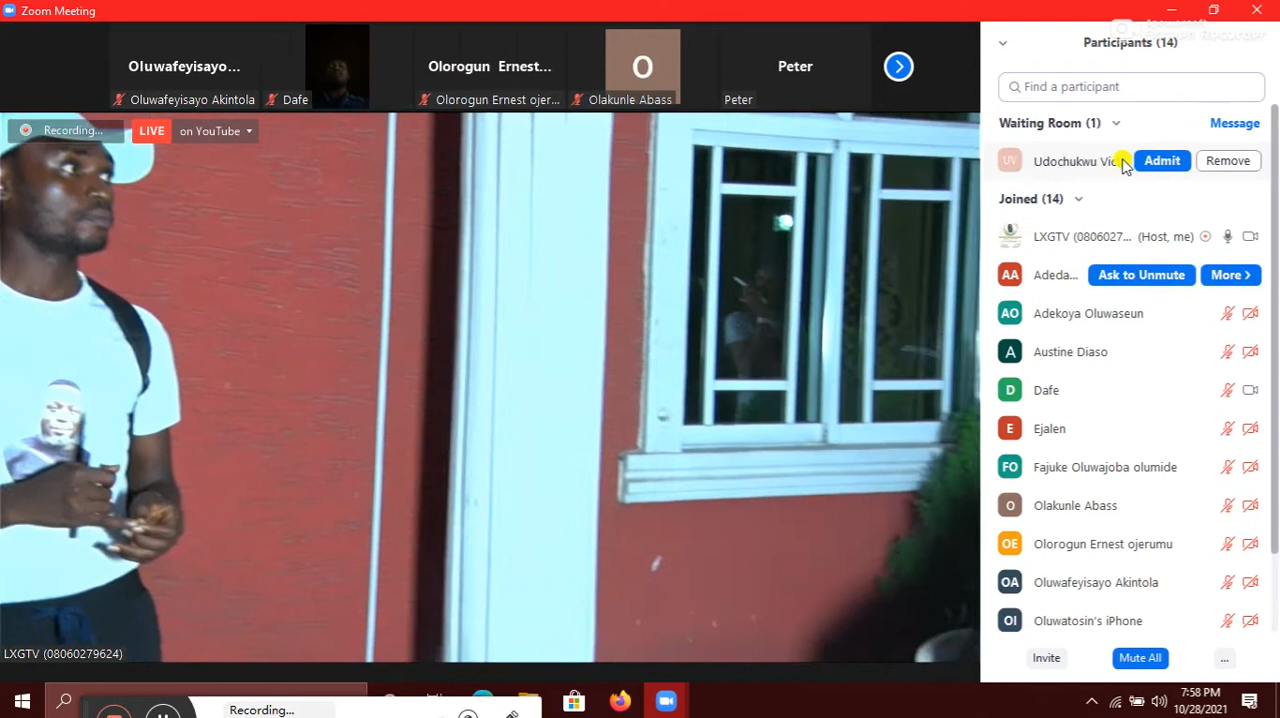 Zoom Meeting
Oluwafeyisayo...
Oluwafeyisayo Akintola
Dafe
Olorogun Ernest...
Olorogun Ernest ojer...
O
Olakunle Abass
Peter
Peter
Recording...
LIVE on YouTube
LXGTV (08060279624)
Participants (14)
Find a participant
Waiting Room (1) Message
UV Udochukwu Admit Remove
Joined (14)
LXGTV (0806027... (Host, me)
AA Adeda... Ask to Unmute More >
AO Adekoya Oluwaseun
A Austine Diaso
D Dafe
E Ejalen
FO Fajuke Oluwajoba olumide
O Olakunle Abass
OE Olorogun Ernest ojerumu
OA Oluwafeyisayo Akintola
OI Oluwatosin's iPhone
Invite Mute All ...
Recording...
7:58 PM
10/28/2021